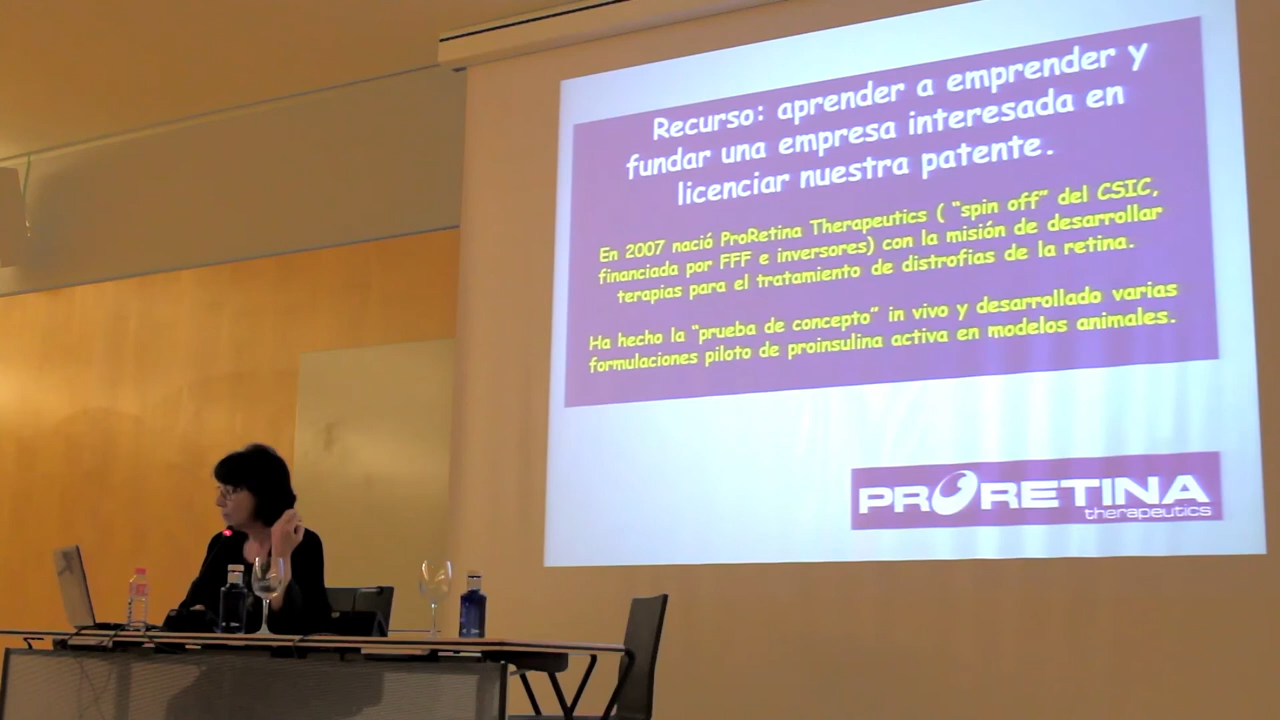 Recurso: aprender a emprender y
fundar una empresa interesada en
licenciar nuestra patente.
En 2007 nació ProRetina Therapeutics ( “spin off” del CSIC,
financiada por FFF e inversores) con la misión de desarrollar
terapias para el tratamiento de distrofias de la retina.
Ha hecho la “prueba de concepto” in vivo y desarrollado varias
formulaciones piloto de proinsulina activa en modelos animales.
PRORETINA
therapeutics